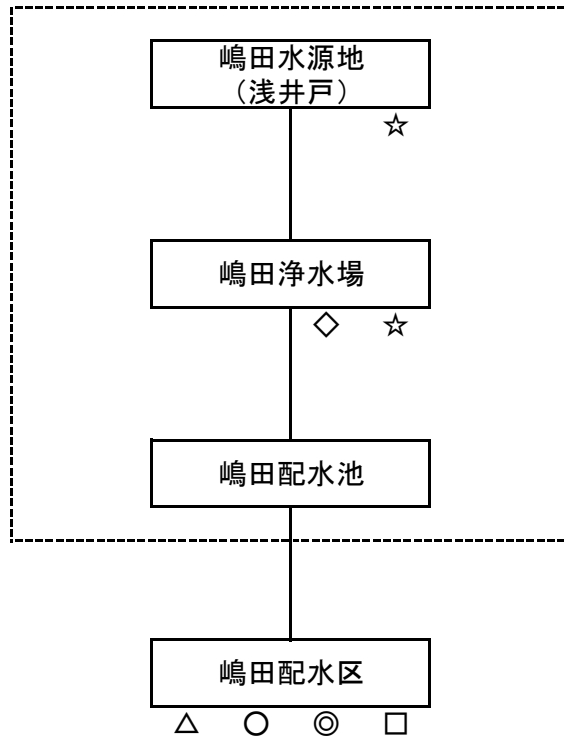 嶋田水源地
（浅井戸）
☆
嶋田浄水場
◇ ☆
嶋田配水池
嶋田配水区
△ ○ ◎ □